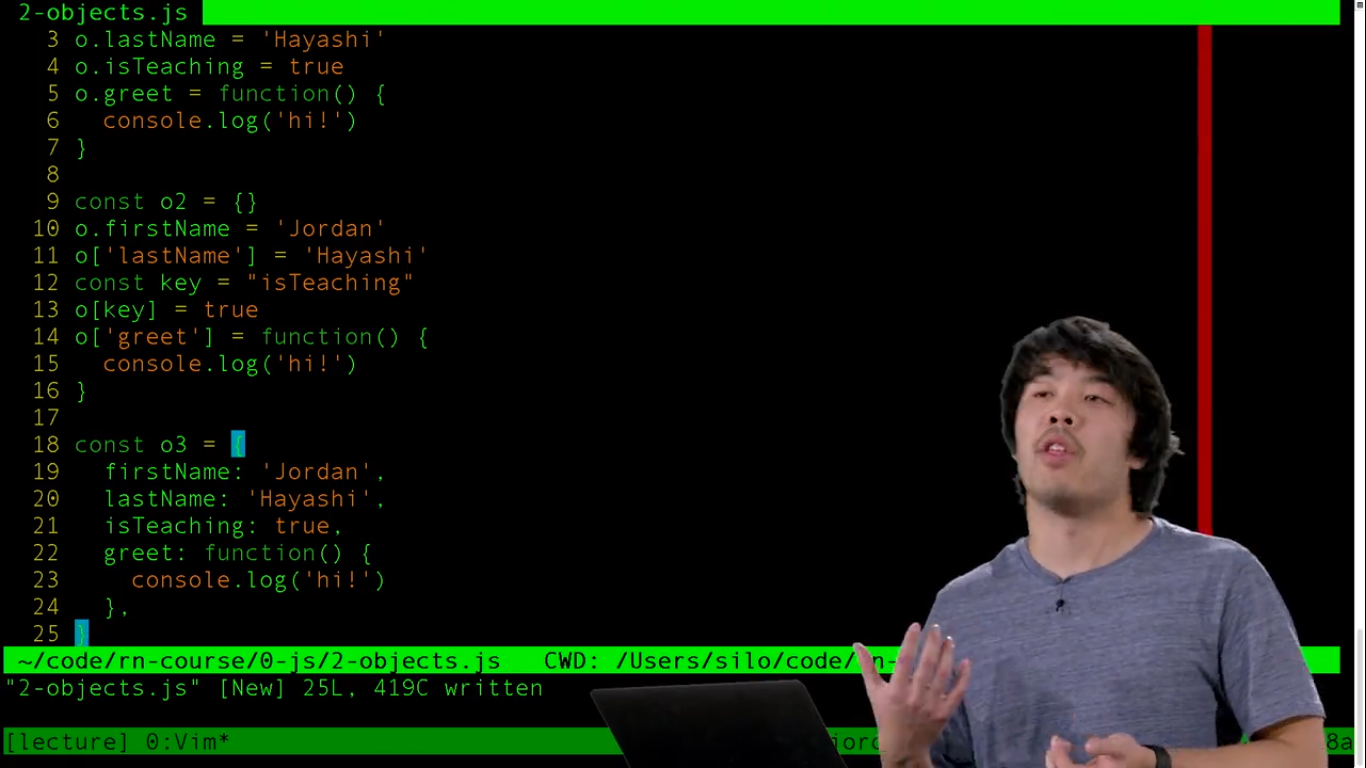 2-objects.js
3 o.lastName = 'Hayashi'
4 o.isTeaching = true
5 o.greet = function() {
6   console.log('hi!')
7 }
8
9 const o2 = {}
10 o.firstName = 'Jordan'
11 o['lastName'] = 'Hayashi'
12 const key = "isTeaching"
13 o[key] = true
14 o['greet'] = function() {
15   console.log('hi!')
16 }
17
18 const o3 = {
19   firstName: 'Jordan',
20   lastName: 'Hayashi',
21   isTeaching: true,
22   greet: function() {
23     console.log('hi!')
24   },
25 }
~/code/rn-course/0-js/2-objects.js   CWD: /Users/silo/code/rn-
"2-objects.js" [New] 25L, 419C written
[lecture] 0:Vim*